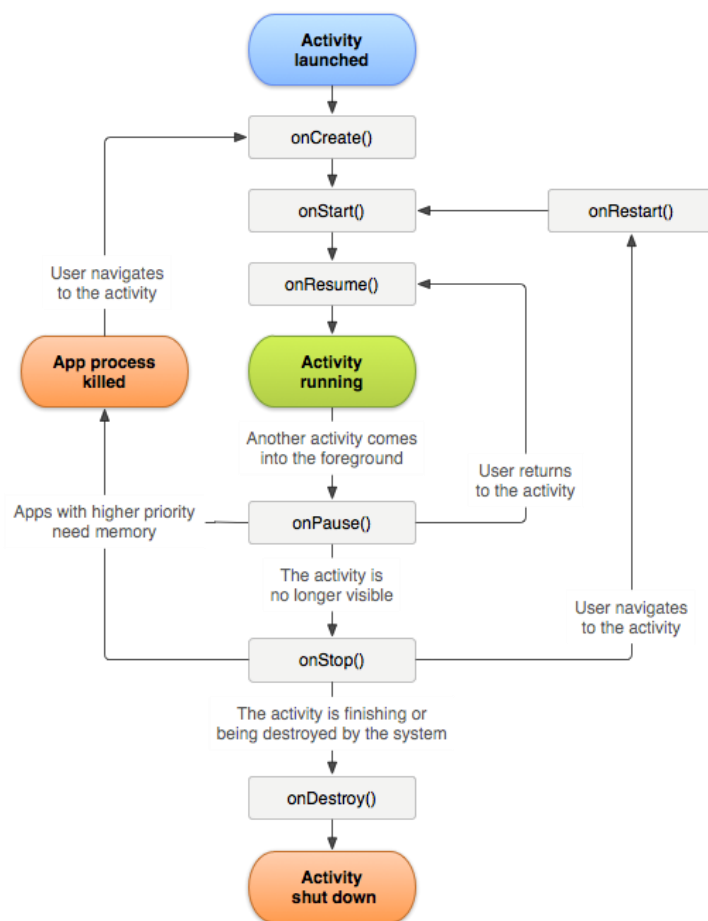 Activity
launched
onCreate()
onStart()
onRestart()
User navigates
to the activity
onResume()
App process
killed
Activity
running
Another activity comes
into the foreground
User returns
to the activity
Apps with higher priority
need memory
onPause()
The activity is
no longer visible
User navigates
to the activity
onStop()
The activity is finishing or
being destroyed by the system
onDestroy()
Activity
shut down